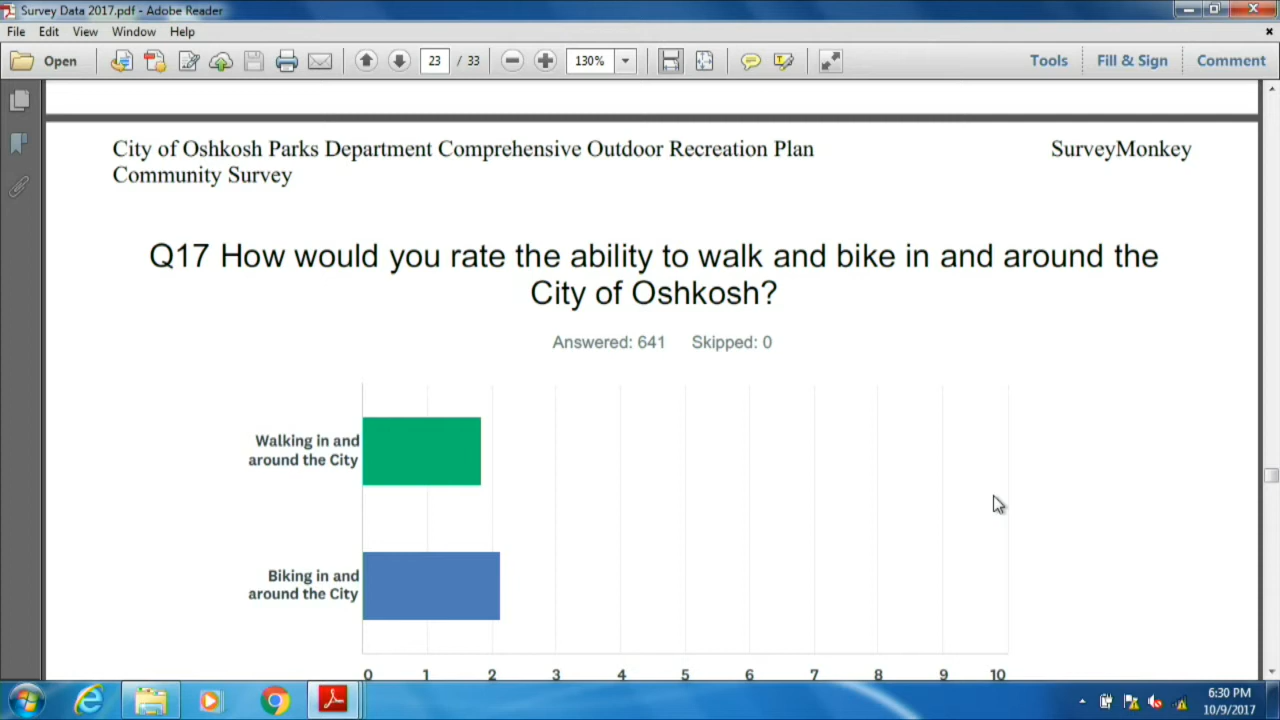 Survey Data 2017.pdf - Adobe Reader
File Edit View Window Help
Open 23 / 33 130% Tools Fill & Sign Comment
City of Oshkosh Parks Department Comprehensive Outdoor Recreation Plan SurveyMonkey
Community Survey
Q17 How would you rate the ability to walk and bike in and around the
City of Oshkosh?
Answered: 641 Skipped: 0
Walking in and
around the City
Biking in and
around the City
0 1 2 3 4 5 6 7 8 9 10
6:30 PM
10/9/2017